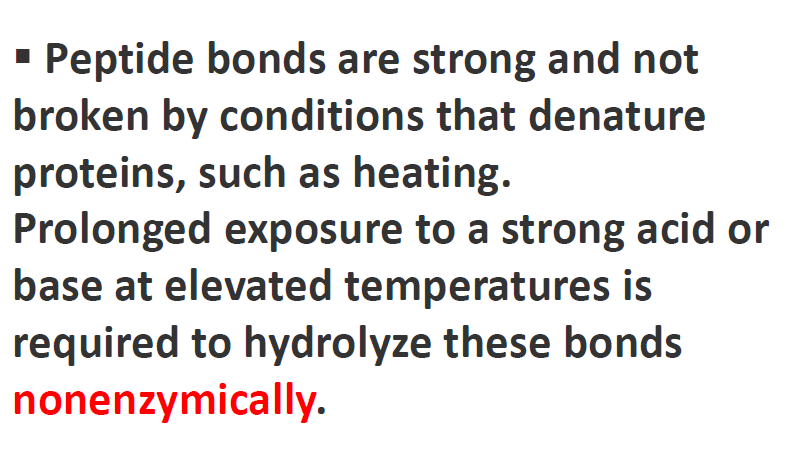 ▪ Peptide bonds are strong and not
broken by conditions that denature
proteins, such as heating.
Prolonged exposure to a strong acid or
base at elevated temperatures is
required to hydrolyze these bonds
nonenzymically.